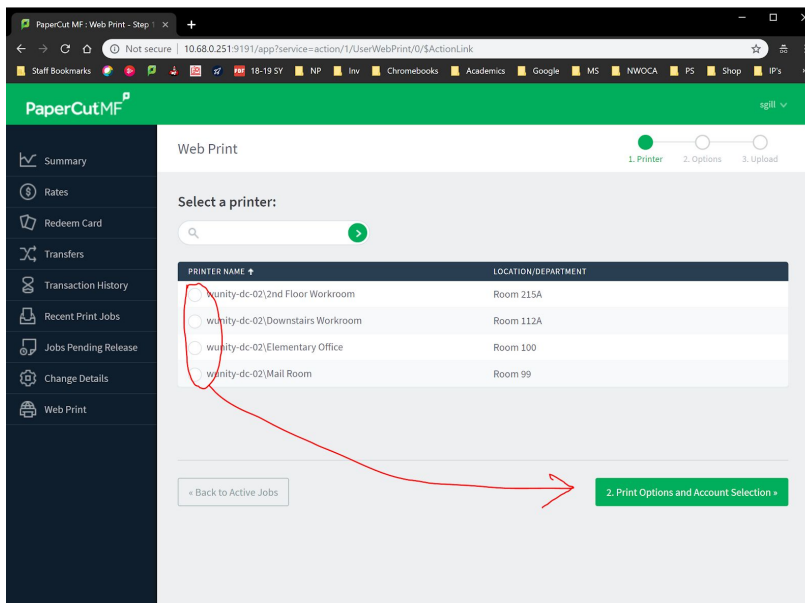 PaperCut MF : Web Print - Step 1
Not secure 10.68.0.251:9191/app?service=action/1/UserWebPrint/0/$ActionLink
Staff Bookmarks PDF 18-19 SY NP Inv Chromebooks Academics Google MS NWOCA PS Shop IP's
PaperCutMF
sgill
Summary
Rates
Redeem Card
Transfers
Transaction History
Recent Print Jobs
Jobs Pending Release
Change Details
Web Print
Web Print
1. Printer 2. Options 3. Upload
Select a printer:
PRINTER NAME LOCATION/DEPARTMENT
wunity-dc-02\2nd Floor Workroom Room 215A
wunity-dc-02\Downstairs Workroom Room 112A
wunity-dc-02\Elementary Office Room 100
wunity-dc-02\Mail Room Room 99
« Back to Active Jobs
2. Print Options and Account Selection »